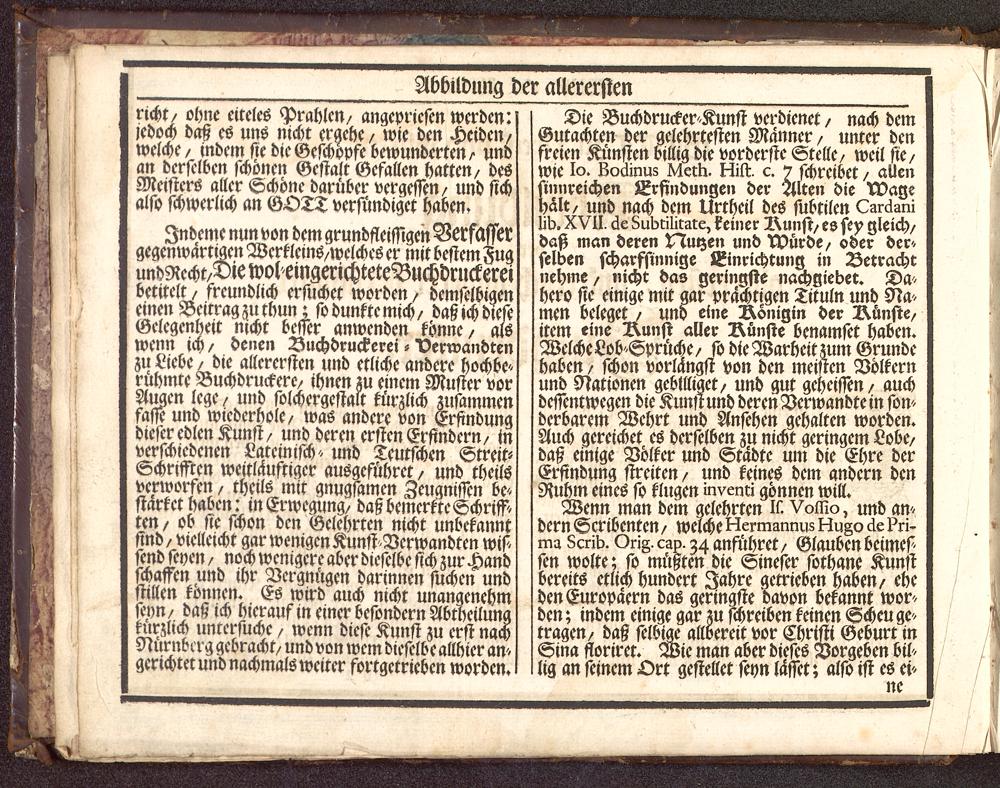 Abbildung der allerersten
richt, ohne eiteles Prahlen, angepriesen werden:
jedoch daß es uns nicht ergehe, wie den Heiden,
welche, indem sie die Geschöpfe bewunderten, und
an derselben schönen Gestalt Gefallen hatten, des
Meisters aller Schöne darüber vergessen, und sich
also schwerlich an GOTT versündiget haben.
Indeme nun von dem grundfleissigen Verfasser
gegenwärtigen Werkleins, welches er mit bestem Fug
und Recht, Die wol-eingerichtete Buchdruckerei
betitelt, freundlich ersuchet worden, demselbigen
einen Beitrag zu thun; so dunkte mich, daß ich diese
Gelegenheit nicht besser anwenden könne, als
wenn ich, denen Buchdruckerei-Verwandten
zu Liebe, die allerersten und etliche andere hochbe-
rühmte Buchdruckere, ihnen zu einem Muster vor
Augen lege, und solchergestalt kürzlich zusammen
fasse und wiederhole, was andere von Erfindung
dieser edlen Kunst, und deren ersten Erfindern, in
verschiedenen Lateinisch- und Teutschen Streit-
Schrifften weitläuftiger ausgeführet, und theils
verworfen, theils mit gnugsamen Zeugnissen be-
stärket haben: in Erwegung, daß bemerkte Schriff-
ten, ob sie schon den Gelehrten nicht unbekannt
sind, vielleicht gar wenigen Kunst-Verwandten wis-
send seyen, noch wenigere aber dieselbe sich zur Hand
schaffen und ihr Vergnügen darinnen suchen und
stillen können. Es wird auch nicht unangenehm
seyn, daß ich hierauf in einer besondern Abtheilung
kürzlich untersuche, wenn diese Kunst zu erst nach
Nürnberg gebracht, und von wem dieselbe allhier an-
gerichtet und nachmals weiter fortgetrieben worden.
Die Buchdrucker-Kunst verdienet, nach dem
Gutachten der gelehrtesten Männer, unter den
freien Künsten billig die vorderste Stelle, weil sie,
wie Io. Bodinus Meth. Hist. c. 7 schreibet, allen
sinnreichen Erfindungen der Alten die Wage
hält, und nach dem Urtheil des subtilen Cardani
lib. XVII. de Subtilitate, keiner Kunst, es sey gleich,
daß man deren Nutzen und Würde, oder der-
selben scharfsinnige Einrichtung in Betracht
nehme, nicht das geringste nachgiebet. Da-
hero sie einige mit gar prächtigen Tituln und Na-
men beleget, und eine Königin der Künste,
item eine Kunst aller Künste benamset haben.
Welche Lob-Sprüche, so die Warheit zum Grunde
haben, schon vorlängst von den meisten Völkern
und Nationen gebilliget, und gut geheissen, auch
dessentwegen die Kunst und deren Verwandte in son-
derbarem Wehrt und Ansehen gehalten worden.
Auch gereichet es derselben zu nicht geringem Lobe,
daß einige Völker und Städte um die Ehre der
Erfindung streiten, und keines dem andern den
Ruhm eines so klugen inventi gönnen will.
Wenn man dem gelehrten Is. Vossio, und an-
dern Scribenten, welche Hermannus Hugo de Pri-
ma Scrib. Orig. cap. 34 anführet, Glauben beimes-
sen wolte; so müßten die Sineser sothane Kunst
bereits etlich hundert Jahre getrieben haben, ehe
den Europäern das geringste davon bekannt wor-
den; indem einige gar zu schreiben keinen Scheu ge-
tragen, daß selbige allbereit vor Christi Geburt in
Sina floriret. Wie man aber dieses Vorgeben bil-
lig an seinem Ort gestellet seyn lässet; also ist es ei-
ne